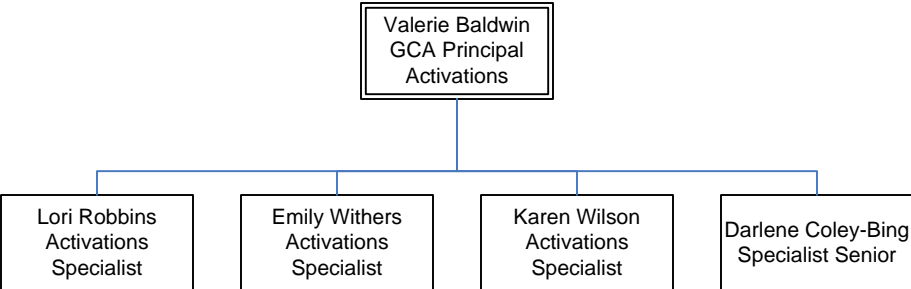 Valerie Baldwin
GCA Principal
Activations
Lori Robbins
Activations
Specialist
Emily Withers
Activations
Specialist
Karen Wilson
Activations
Specialist
Darlene Coley-Bing
Specialist Senior